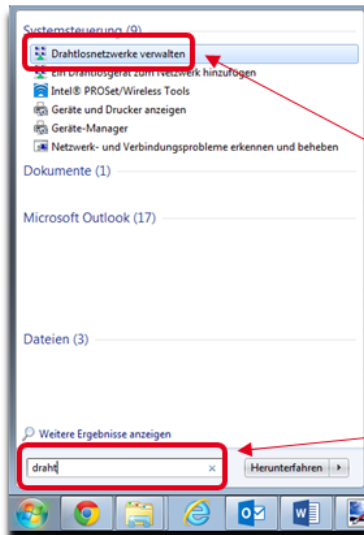 Systemsteuerung (9)
Drahtlosnetzwerke verwalten
Ein Drahtlosgerät zum Netzwerk hinzufügen
Intel® PROSet/Wireless Tools
Geräte und Drucker anzeigen
Geräte-Manager
Netzwerk- und Verbindungsprobleme erkennen und beheben
Dokumente (1)
Microsoft Outlook (17)
Dateien (3)
Weitere Ergebnisse anzeigen
draht
Herunterfahren